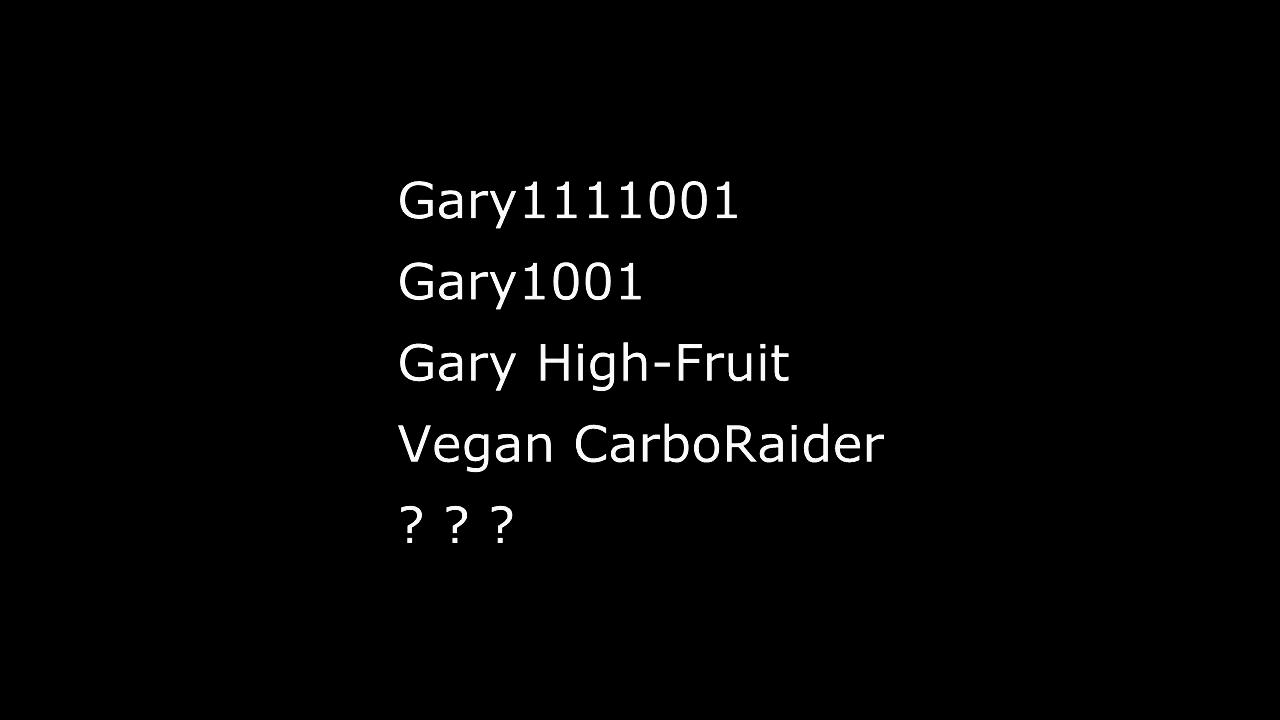 Gary1111001
Gary1001
Gary High-Fruit
Vegan CarboRaider
? ? ?